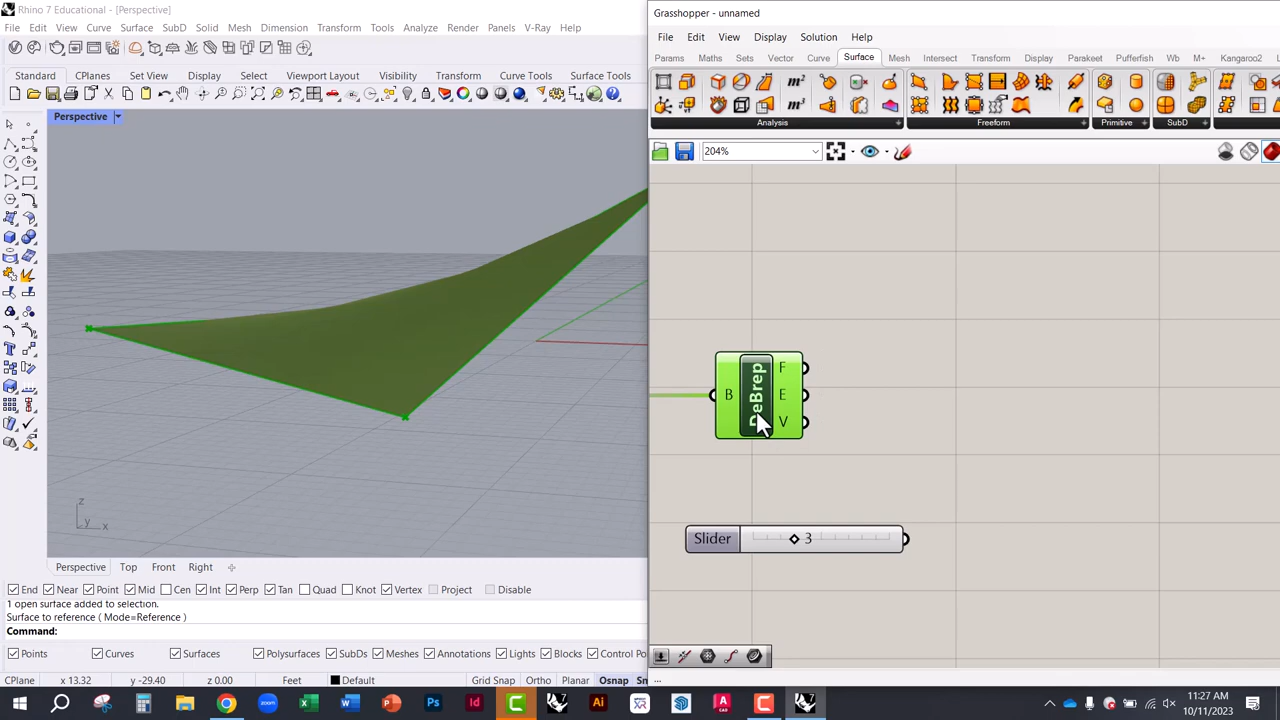 Rhino 7 Educational - [Perspective]
File Edit View Curve Surface SubD Solid Mesh Dimension Transform Tools Analyze Render Panels V-Ray Help
Standard CPlanes Set View Display Select Viewport Layout Visibility Transform Curve Tools Surface Tools
Perspective
z
y x
Perspective Top Front Right
End Near Point Mid Cen Int Perp Tan Quad Knot Vertex Project Disable
1 open surface added to selection.
Surface to reference ( Mode=Reference )
Command:
Points Curves Surfaces Polysurfaces SubDs Meshes Annotations Lights Blocks Control Po
CPlane x 13.32 y -29.40 z 0.00 Feet Default Grid Snap Ortho Planar Osnap Sn
Grasshopper - unnamed
File Edit View Display Solution Help
Params Maths Sets Vector Curve Surface Mesh Intersect Transform Display Parakeet Pufferfish Wb M+ Kangaroo2
m² m³
Analysis Freeform Primitive SubD
204%
B DeBrep F
E
V
Slider 3
...
11:27 AM
10/11/2023